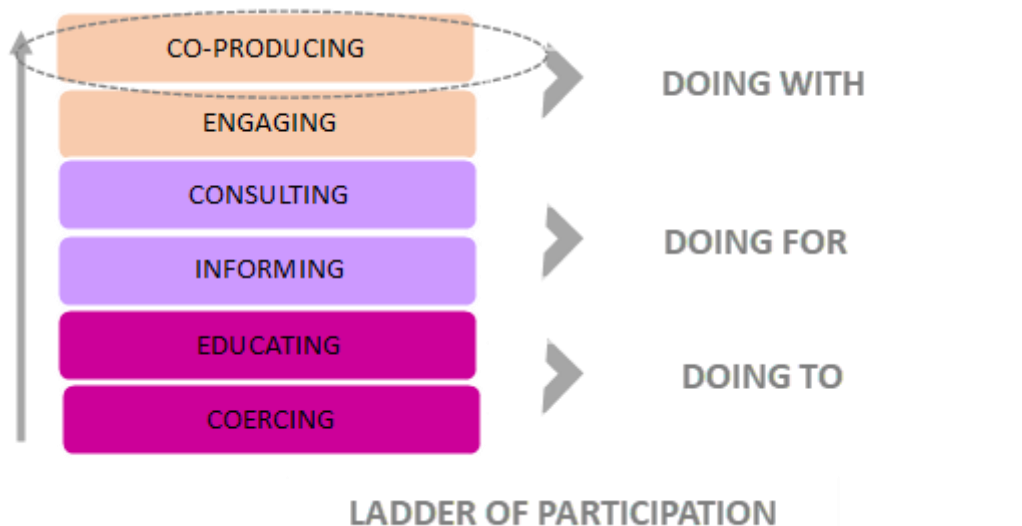 CO-PRODUCING
DOING WITH
ENGAGING
CONSULTING
DOING FOR
INFORMING
EDUCATING
DOING TO
COERCING
LADDER OF PARTICIPATION